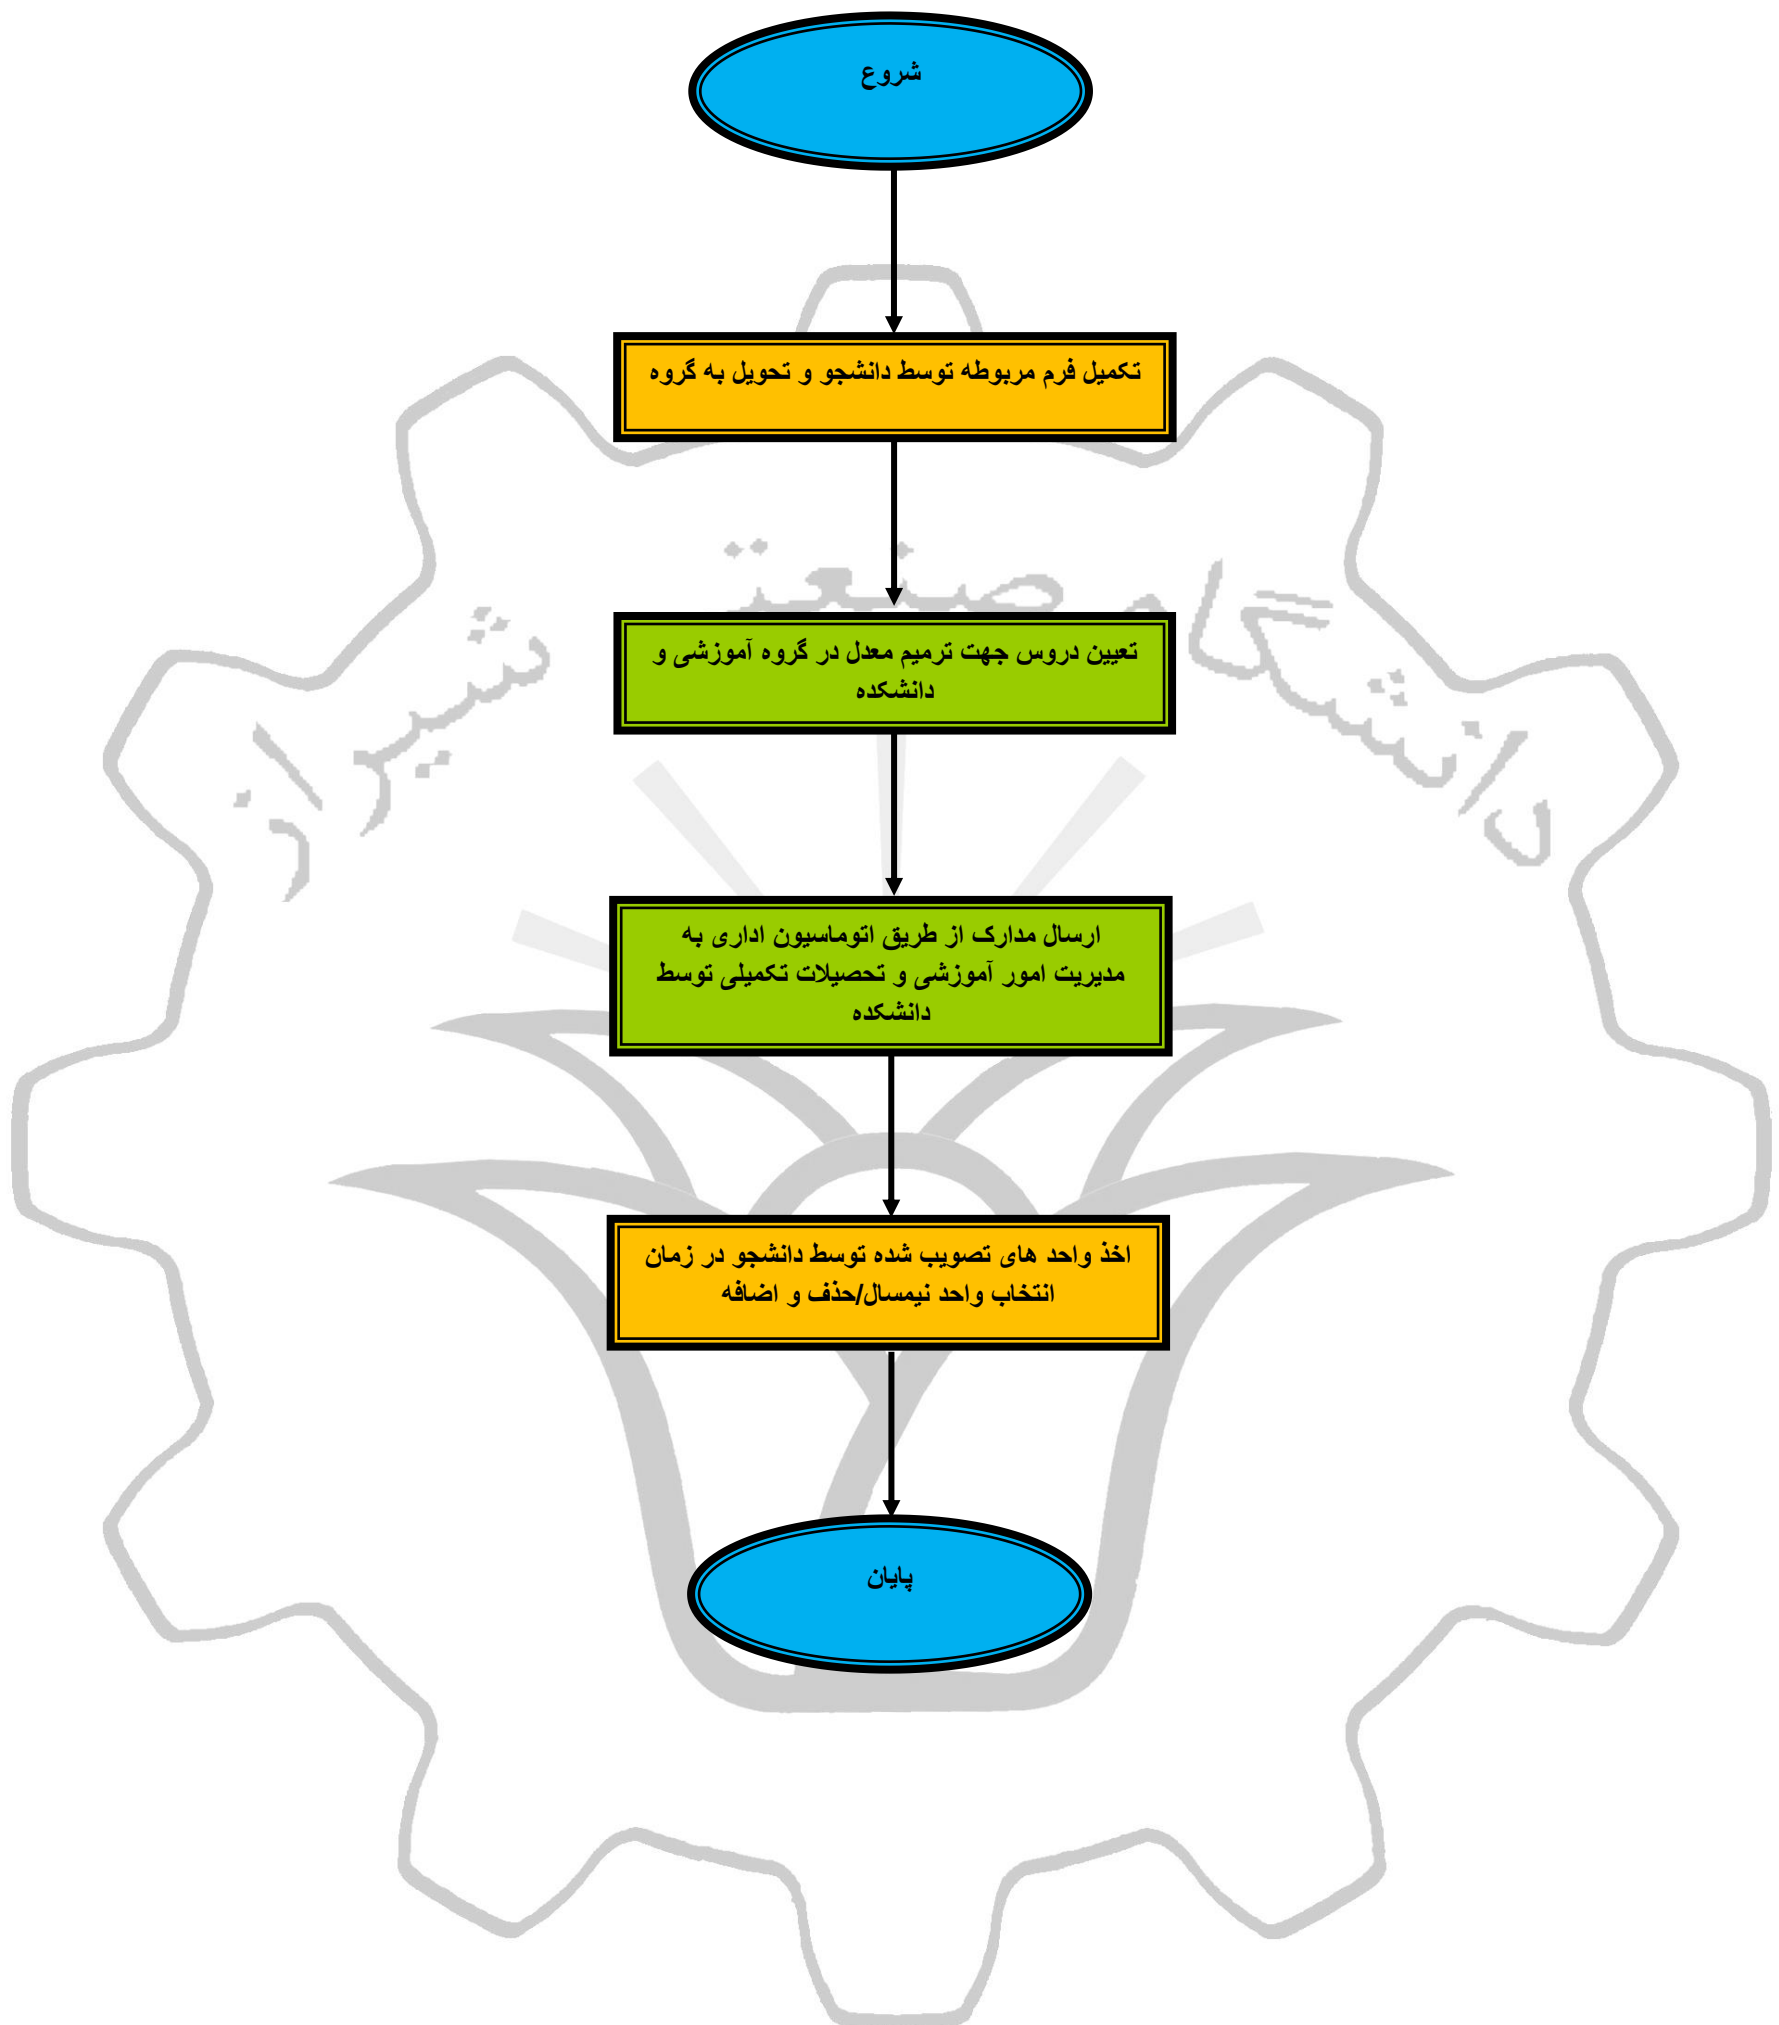 شروع
تکمیل فرم مربوطه توسط دانشجو و تحویل به گروه
دانشگاه صنعتی شیراز
تعیین دروس جهت ترمیم معدل در گروه آموزشی و
دانشکده
ارسال مدارک از طریق اتوماسیون اداری به
مدیریت امور آموزشی و تحصیلات تکمیلی توسط
دانشکده
اخذ واحد های تصویب شده توسط دانشجو در زمان
انتخاب واحد نیمسال/حذف و اضافه
پایان